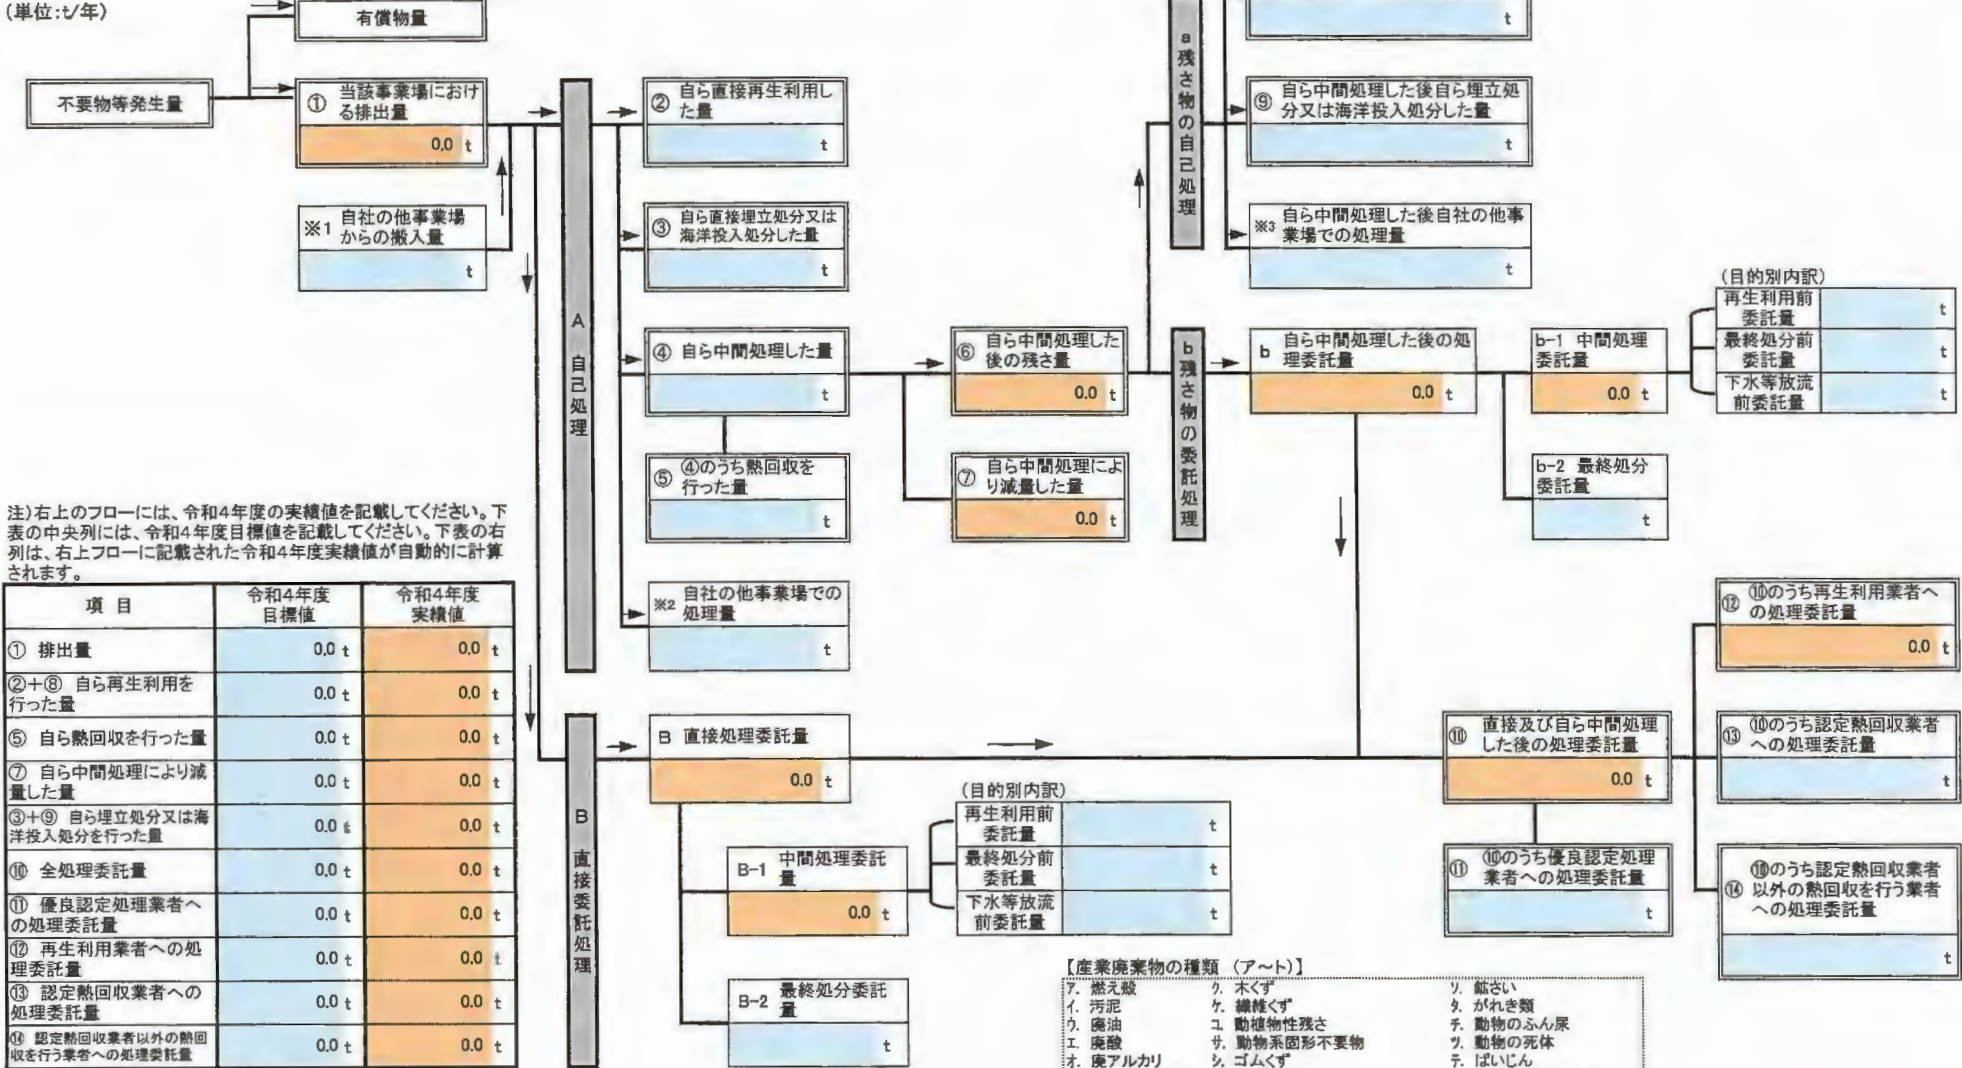 (単位:t/年)
有償物量
不要物等発生量
① 当該事業場におけ
る排出量
0.0 t
※1 自社の他事業場
からの搬入量
t
A 自己処理
② 自ら直接再生利用し
た量
t
③ 自ら直接埋立処分又は
海洋投入処分した量
t
④ 自ら中間処理した量
t
⑤ ④のうち熱回収を
行った量
t
※2 自社の他事業場での
処理量
t
⑥ 自ら中間処理した
後の残さ量
0.0 t
⑦ 自ら中間処理によ
り減量した量
0.0 t
a 残さ物の自己処理
t
⑨ 自ら中間処理した後自ら埋立処
分又は海洋投入処分した量
t
※3 自ら中間処理した後自社の他事
業場での処理量
t
b 残さ物の委託処理
b 自ら中間処理した後の処
理委託量
0.0 t
b-1 中間処理
委託量
0.0 t
(目的別内訳)
再生利用前
委託量
t
最終処分前
委託量
t
下水等放流
前委託量
t
b-2 最終処分
委託量
t
注)右上のフローには、令和4年度の実績値を記載してください。下
表の中央列には、令和4年度目標値を記載してください。下表の右
列は、右上フローに記載された令和4年度実績値が自動的に計算
されます。
項 目
令和4年度
目標値
令和4年度
実績値
① 排出量 0.0 t 0.0 t
②+⑧ 自ら再生利用を
行った量 0.0 t 0.0 t
⑤ 自ら熱回収を行った量 0.0 t 0.0 t
⑦ 自ら中間処理により減
量した量 0.0 t 0.0 t
③+⑨ 自ら埋立処分又は海
洋投入処分を行った量 0.0 t 0.0 t
⑩ 全処理委託量 0.0 t 0.0 t
⑪ 優良認定処理業者へ
の処理委託量 0.0 t 0.0 t
⑫ 再生利用業者への処
理委託量 0.0 t 0.0 t
⑬ 認定熱回収業者への
処理委託量 0.0 t 0.0 t
⑭ 認定熱回収業者以外の熱回
収を行う業者への処理委託量 0.0 t 0.0 t
B 直接委託処理
B 直接処理委託量
0.0 t
B-1 中間処理委託
量
0.0 t
(目的別内訳)
再生利用前
委託量
t
最終処分前
委託量
t
下水等放流
前委託量
t
B-2 最終処分委託
量
t
⑩ 直接及び自ら中間処理
した後の処理委託量
0.0 t
⑪ ⑩のうち優良認定処理
業者への処理委託量
t
⑫ ⑩のうち再生利用業者へ
の処理委託量
0.0 t
⑬ ⑩のうち認定熱回収業者
への処理委託量
t
⑭ ⑩のうち認定熱回収業者
以外の熱回収を行う業者
への処理委託量
t
【産業廃棄物の種類 (ア~ト)】
ア. 燃え殻 ク. 木くず ソ. 鉱さい
イ. 汚泥 ケ. 繊維くず タ. がれき類
ウ. 廃油 コ. 動植物性残さ チ. 動物のふん尿
エ. 廃酸 サ. 動物系固形不要物 ツ. 動物の死体
オ. 廃アルカリ シ. ゴムくず テ. ばいじん